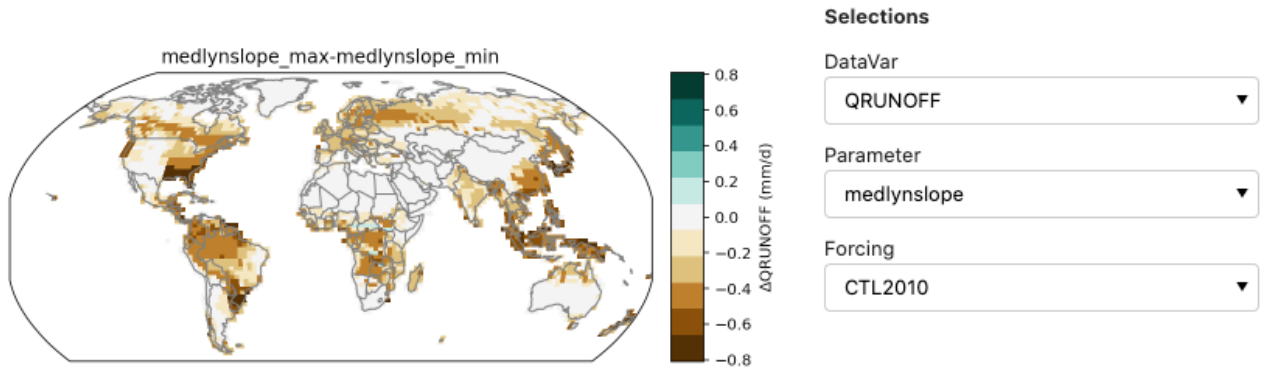 medlynslope_max-medlynslope_min
0.8
0.6
0.4
0.2
0.0
−0.2
−0.4
−0.6
−0.8
ΔQRUNOFF (mm/d)
Selections
DataVar
QRUNOFF
Parameter
medlynslope
Forcing
CTL2010